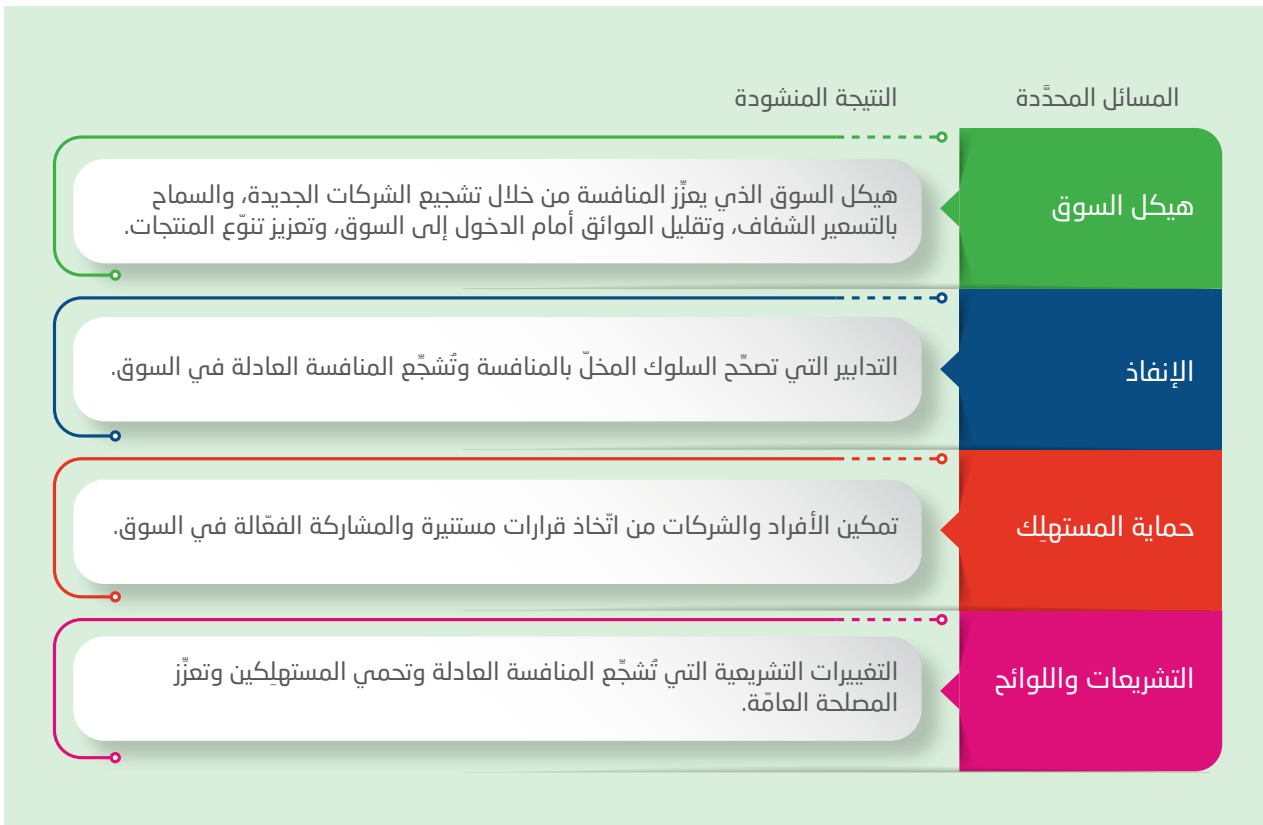 المسائل المحدَّدة
النتيجة المنشودة
هيكل السوق
هيكل السوق الذي يعزِّز المنافسة من خلال تشجيع الشركات الجديدة، والسماح
بالتسعير الشفاف، وتقليل العوائق أمام الدخول إلى السوق، وتعزيز تنوّع المنتجات.
الإنفاذ
التدابير التي تصحِّح السلوك المخلّ بالمنافسة وتُشجِّع المنافسة العادلة في السوق.
حماية المستهلِك
تمكين الأفراد والشركات من اتّخاذ قرارات مستنيرة والمشاركة الفعّالة في السوق.
التشريعات واللوائح
التغييرات التشريعية التي تُشجِّع المنافسة العادلة وتحمي المستهلِكين وتعزِّز
المصلحة العامّة.